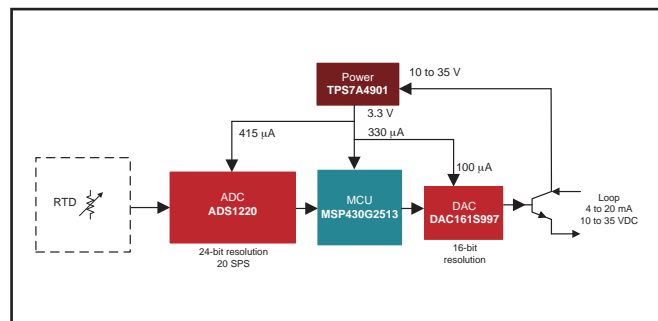 Power
TPS7A4901
10 to 35 V
3.3 V
415 µA
330 µA
100 µA
RTD
ADC
ADS1220
MCU
MSP430G2513
DAC
DAC161S997
Loop
4 to 20 mA
10 to 35 VDC
24-bit resolution
20 SPS
16-bit
resolution